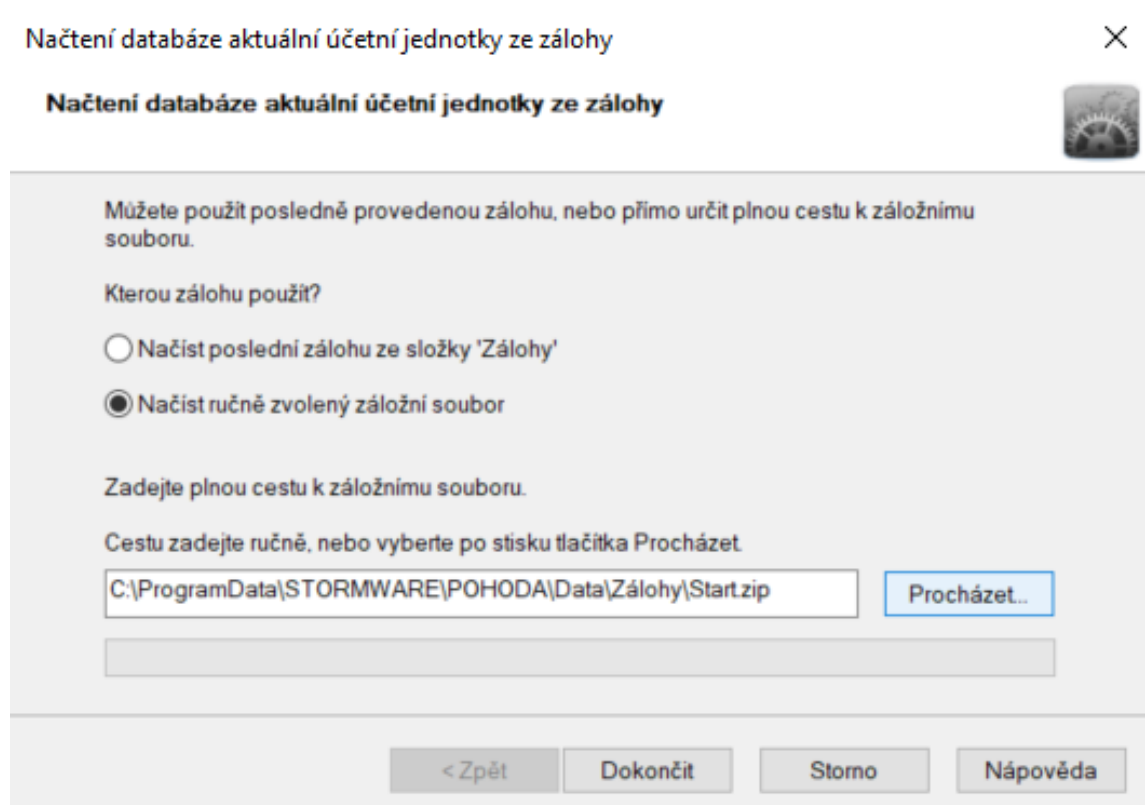 Načtení databáze aktuální účetní jednotky ze zálohy
Načtení databáze aktuální účetní jednotky ze zálohy
Můžete použít posledně provedenou zálohu, nebo přímo určit plnou cestu k záložnímu
souboru.
Kterou zálohu použít?
Načíst poslední zálohu ze složky 'Zálohy'
Načíst ručně zvolený záložní soubor
Zadejte plnou cestu k záložnímu souboru.
Cestu zadejte ručně, nebo vyberte po stisku tlačítka Procházet.
C:\ProgramData\STORMWARE\POHODA\Data\Zálohy\Start.zip
Procházet...
< Zpět
Dokončit
Storno
Nápověda